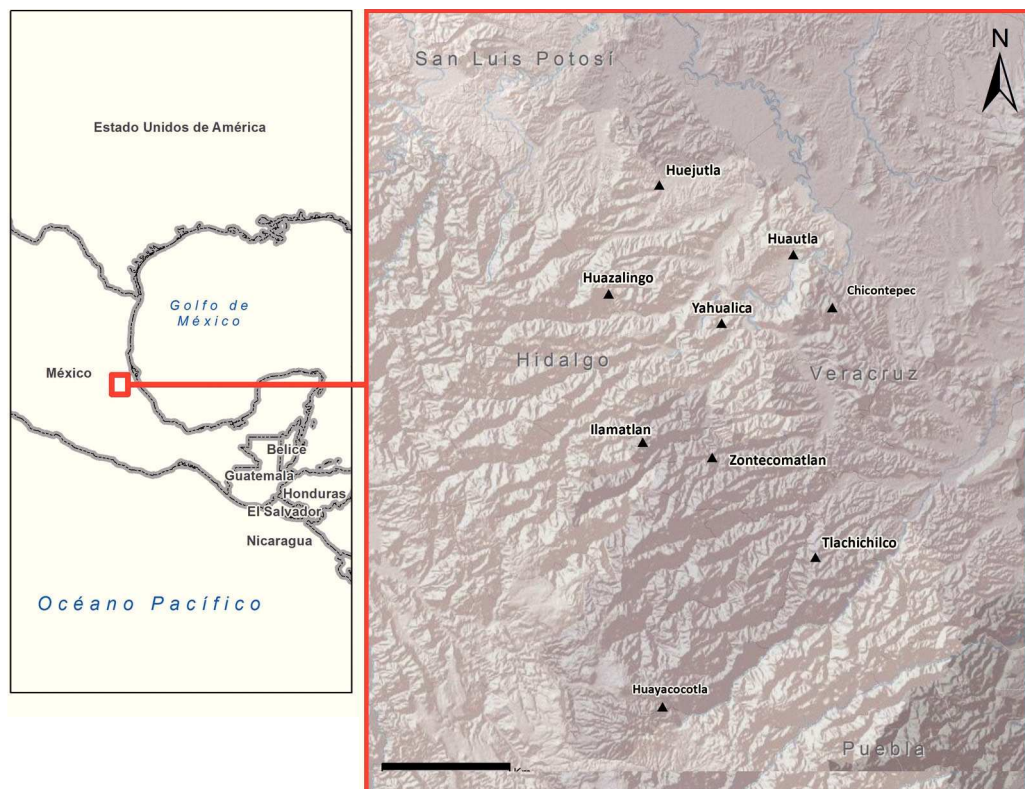 Estado Unidos de América
Golfo de
México
México
Belice
Guatemala
Honduras
El Salvador
Nicaragua
Océano Pacífico
San Luis Potosí
N
Huejutla
Huautla
Huazalingo
Chicontepec
Yahualica
Hidalgo
Veracruz
Ilamatlan
Zontecomatlan
Tlachichilco
Huayacocotla
Puebla